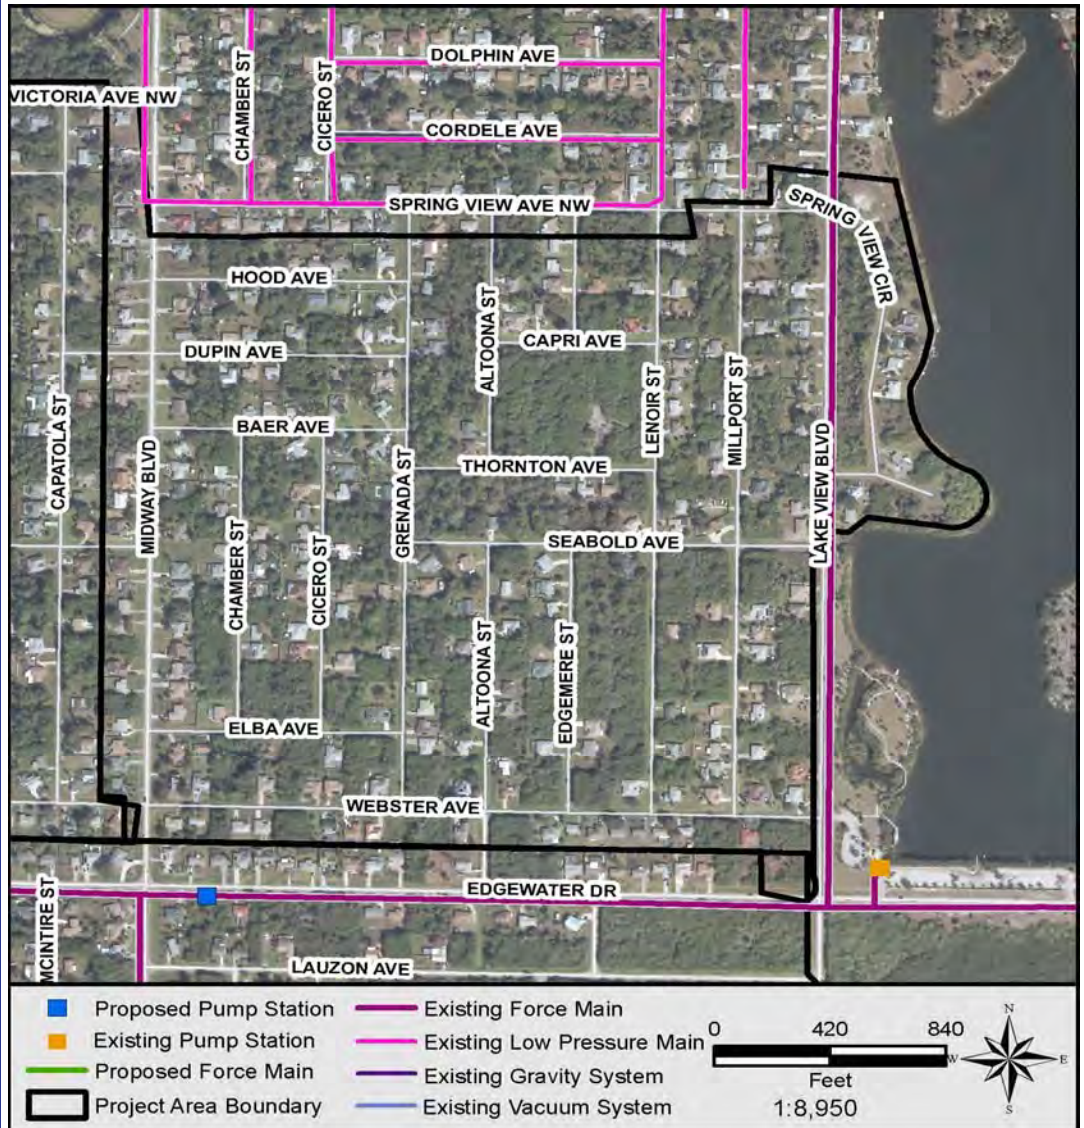 DOLPHIN AVE
VICTORIA AVE NW
CHAMBER ST
CICERO ST
CORDELE AVE
SPRING VIEW AVE NW
SPRING VIEW CIR
HOOD AVE
ALTOONA ST
CAPRI AVE
DUPIN AVE
CAPATOLA ST
LENOIR ST
MILLPORT ST
BAER AVE
MIDWAY BLVD
GRENADA ST
THORNTON AVE
LAKE VIEW BLVD
CHAMBER ST
CICERO ST
SEABOLD AVE
ALTOONA ST
EDGEMERE ST
ELBA AVE
WEBSTER AVE
EDGEWATER DR
MCINTIRE ST
LAUZON AVE
Proposed Pump Station
Existing Pump Station
Proposed Force Main
Project Area Boundary
Existing Force Main
Existing Low Pressure Main
Existing Gravity System
Existing Vacuum System
0 420 840
Feet
1:8,950
N
W E
S